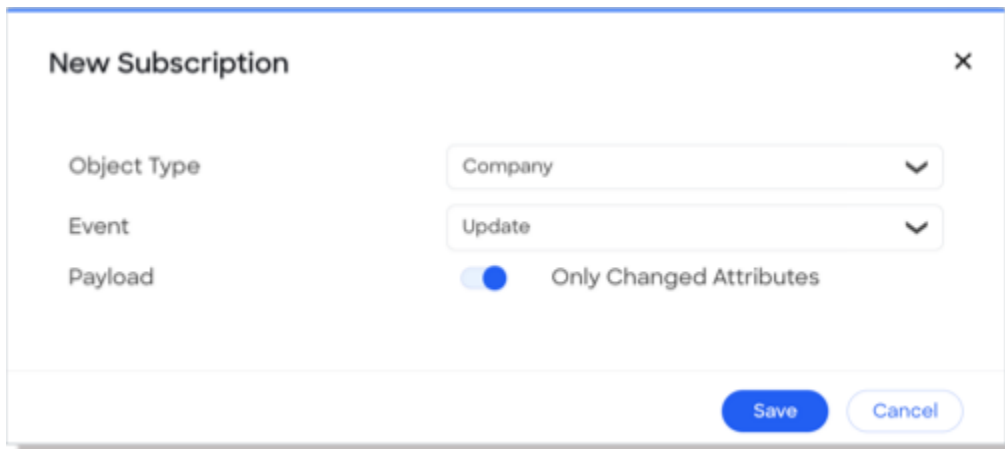 New Subscription
Object Type Company
Event Update
Payload Only Changed Attributes
Save Cancel